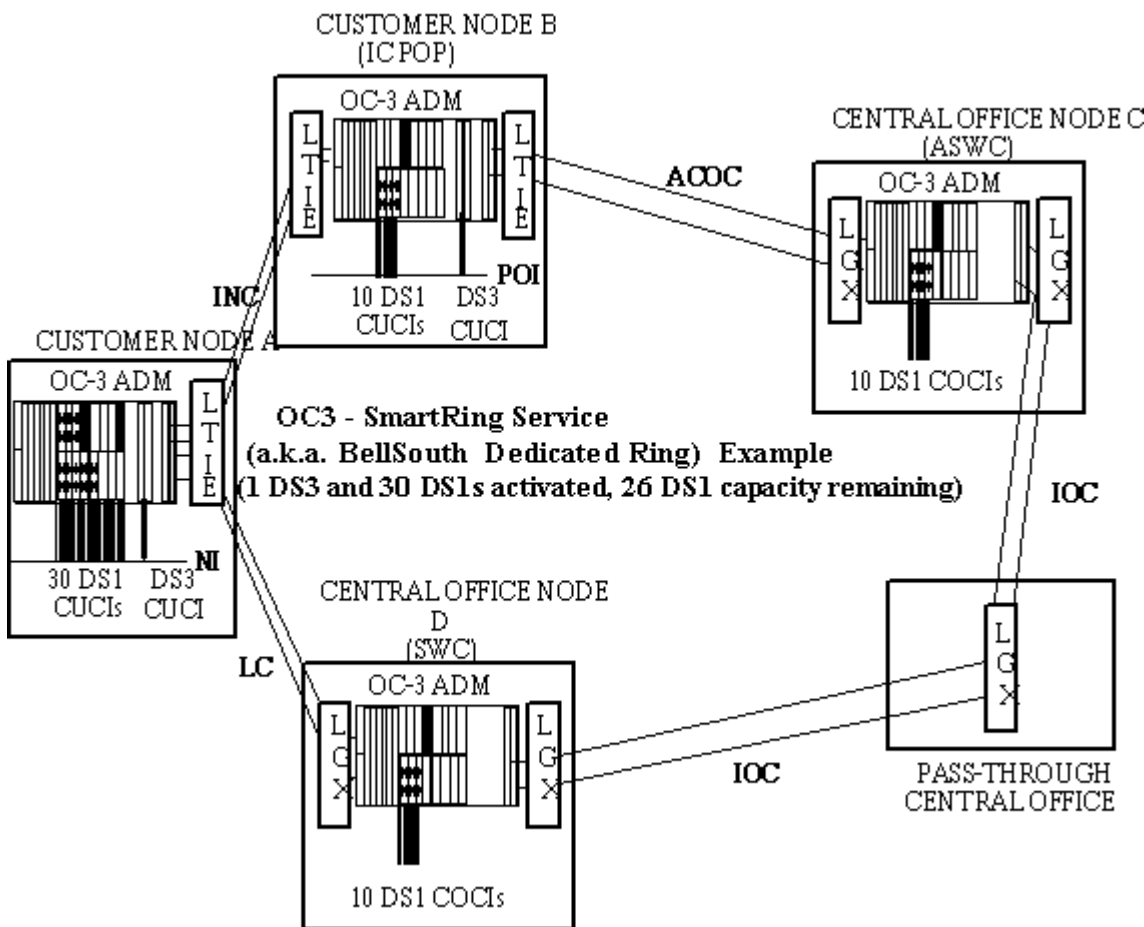 CUSTOMER NODE B
(IC POP)
OC-3 ADM
L T IE
L T IE
POI
10 DS1 CUCIs
DS3 CUCI
ACOC
CENTRAL OFFICE NODE C
(ASWC)
OC-3 ADM
L G X
L G X
10 DS1 COCIs
INC
CUSTOMER NODE A
OC-3 ADM
L T IE
NI
30 DS1 CUCIs
DS3 CUCI
OC3 - SmartRing Service
(a.k.a. BellSouth Dedicated Ring) Example
(1 DS3 and 30 DS1s activated, 26 DS1 capacity remaining)
IOC
LC
CENTRAL OFFICE NODE
D
(SWC)
OC-3 ADM
L G X
L G X
10 DS1 COCIs
IOC
L G X
PASS-THROUGH
CENTRAL OFFICE